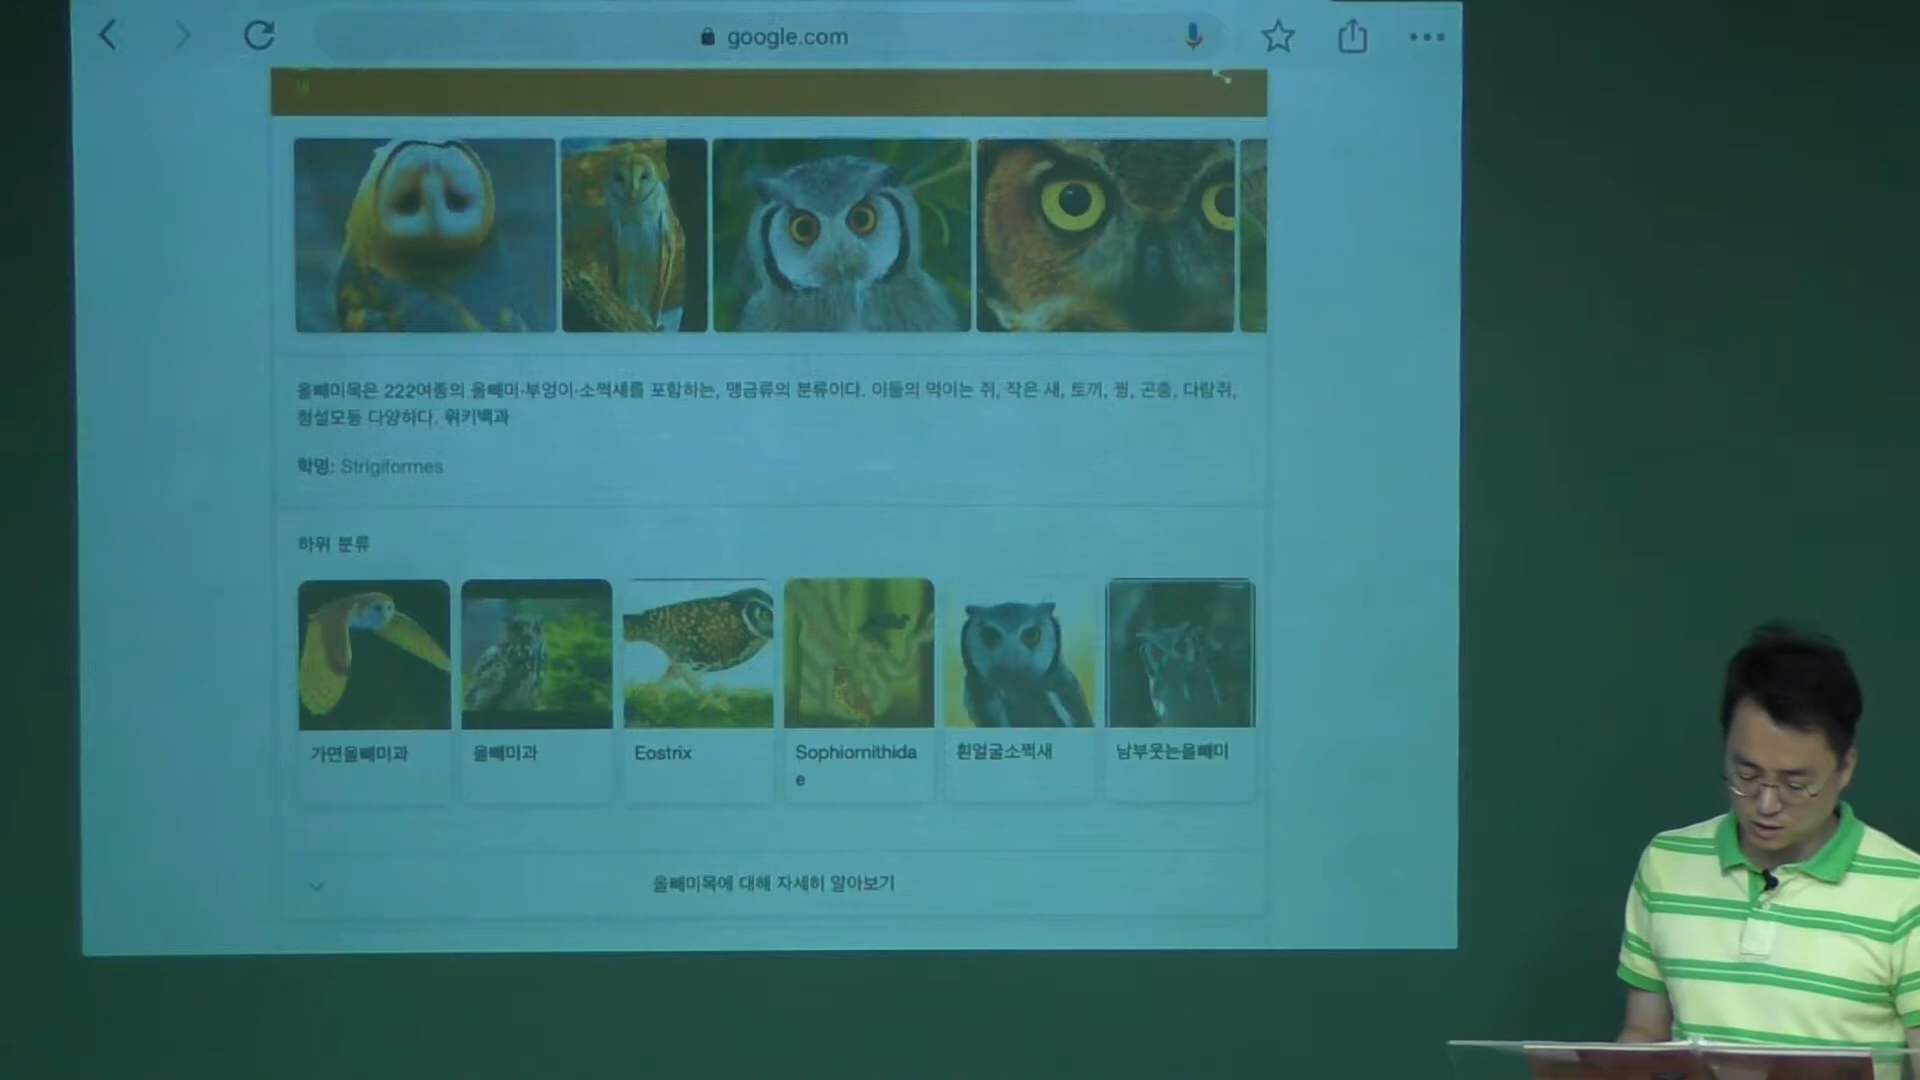 google.com
새
올빼미목은 222여종의 올빼미·부엉이·소쩍새를 포함하는, 맹금류의 분류이다. 이들의 먹이는 쥐, 작은 새, 토끼, 꿩, 곤충, 다람쥐,
형설모등 다양하다. 위키백과
학명: Strigiformes
하위 분류
가면올빼미과
올빼미과
Eostrix
Sophiornithida
e
흰얼굴소쩍새
남부웃는올빼미
올빼미목에 대해 자세히 알아보기